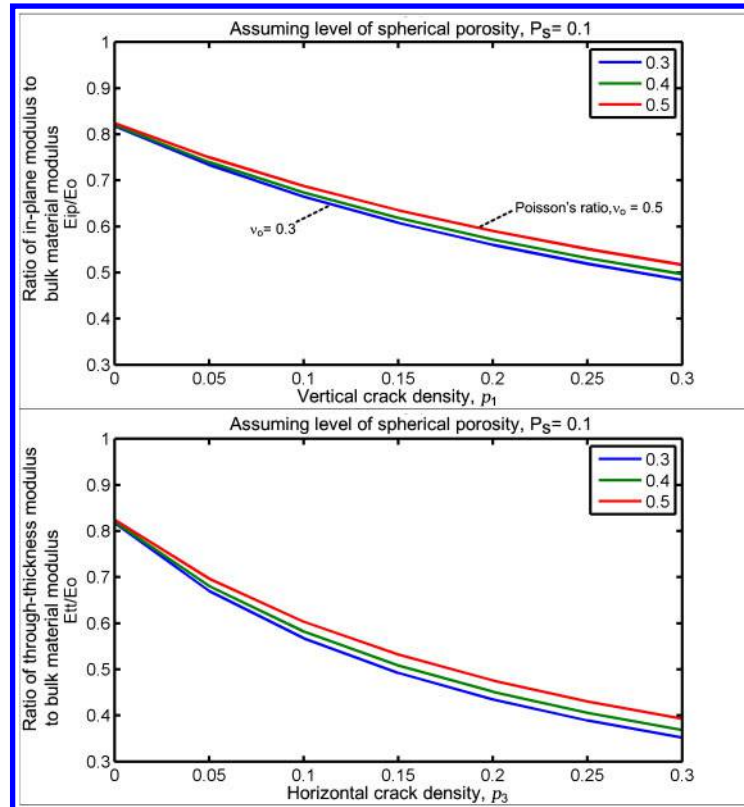 Assuming level of spherical porosity, PS= 0.1
Ratio of in-plane modulus to
bulk material modulus
Eip/Eo
1
0.9
0.8
0.7
0.6
0.5
0.4
0.3
0.3
0.4
0.5
νo= 0.3
Poisson's ratio,νo = 0.5
0 0.05 0.1 0.15 0.2 0.25 0.3
Vertical crack density, p1
Assuming level of spherical porosity, PS= 0.1
Ratio of through-thickness modulus
to bulk material modulus
Ett/Eo
1
0.9
0.8
0.7
0.6
0.5
0.4
0.3
0.3
0.4
0.5
0 0.05 0.1 0.15 0.2 0.25 0.3
Horizontal crack density, p3